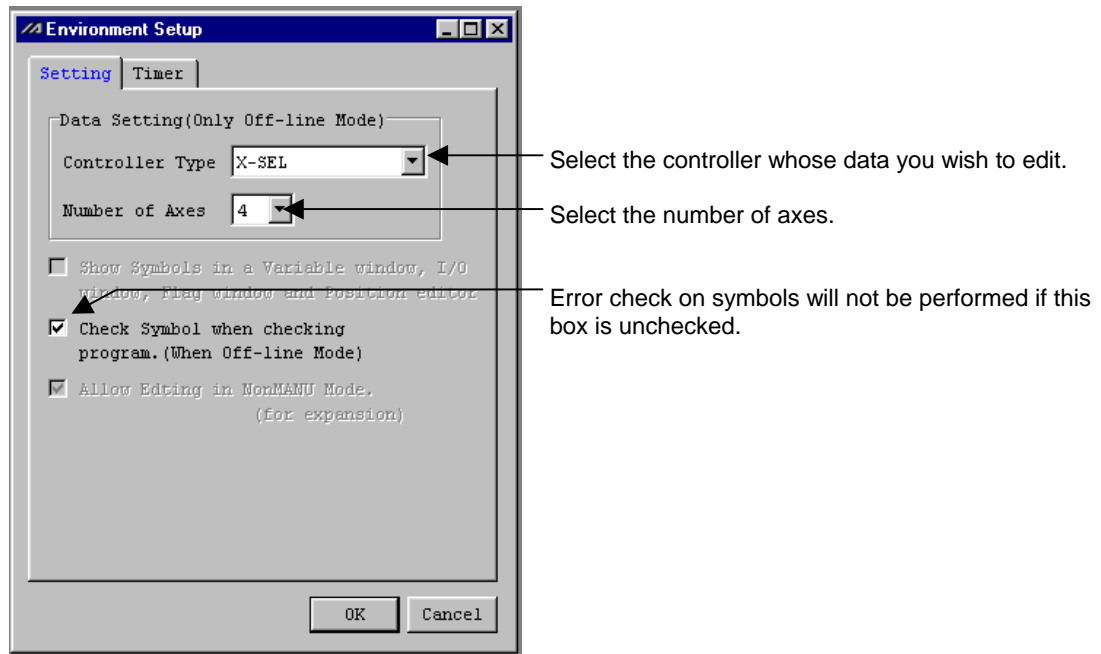 Environment Setup
Setting Timer
Data Setting(Only Off-line Mode)
Controller Type X-SEL
Select the controller whose data you wish to edit.
Number of Axes 4
Select the number of axes.
Show Symbols in a Variable window, I/O
window, Flag window and Position editor
Error check on symbols will not be performed if this
box is unchecked.
Check Symbol when checking
program.(When Off-line Mode)
Allow Edting in NonMANU Mode.
(for expansion)
OK Cancel